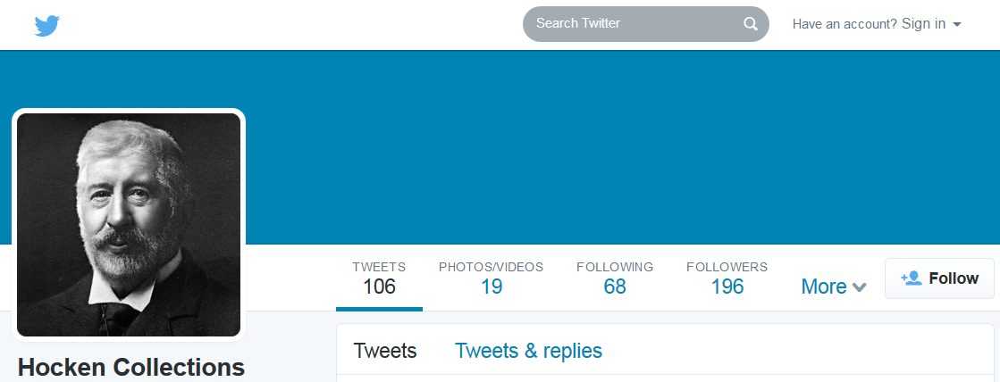 Search Twitter
Have an account? Sign in
TWEETS
106
PHOTOS/VIDEOS
19
FOLLOWING
68
FOLLOWERS
196
More
Follow
Hocken Collections
Tweets
Tweets & replies